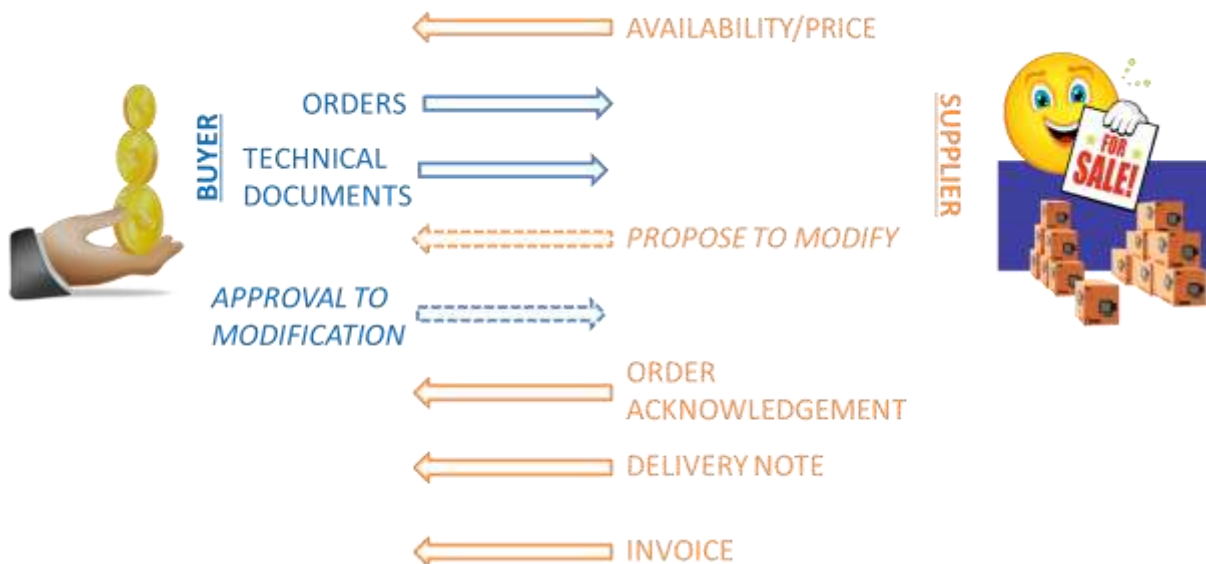 AVAILABILITY/PRICE
ORDERS
BUYER
SUPPLIER
FOR
SALE!
TECHNICAL
DOCUMENTS
PROPOSE TO MODIFY
APPROVAL TO
MODIFICATION
ORDER
ACKNOWLEDGEMENT
DELIVERY NOTE
INVOICE